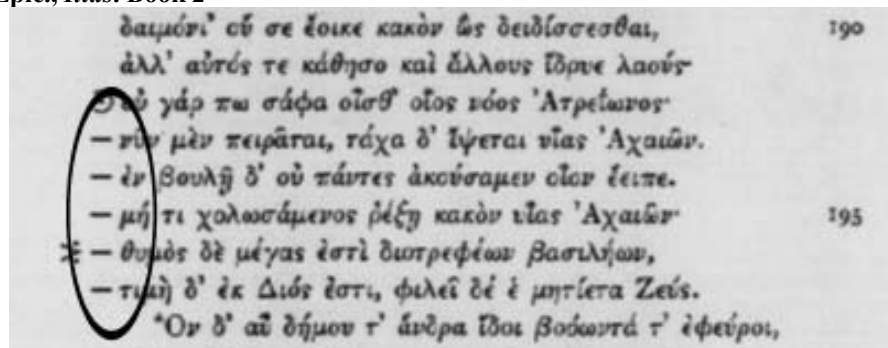 Epici, Ilias: Book 2
δαιμόνι’ οὔ σε ἔοικε κακὸν ὣς δειδίσσεσθαι, 190
ἀλλ’ αὐτός τε κάθησο καὶ ἄλλους ἵδρυε λαούς·
Ͻ οὐ γάρ πω σάφα οἶσθ’ οἷος νόος Ἀτρεΐωνος·
— νῦν μὲν πειρᾶται, τάχα δ’ ἴψεται υἷας Ἀχαιῶν.
— ἐν βουλῇ δ’ οὐ πάντες ἀκούσαμεν οἷον ἔειπε.
— μή τι χολωσάμενος ῥέξῃ κακὸν υἷας Ἀχαιῶν· 195
※ — θυμὸς δὲ μέγας ἐστὶ διοτρεφέων βασιλήων,
— τιμὴ δ’ ἐκ Διός ἐστι, φιλεῖ δέ ἑ μητίετα Ζεύς.
Ὃν δ’ αὖ δήμου τ’ ἄνδρα ἴδοι βοόωντά τ’ ἐφεύροι,